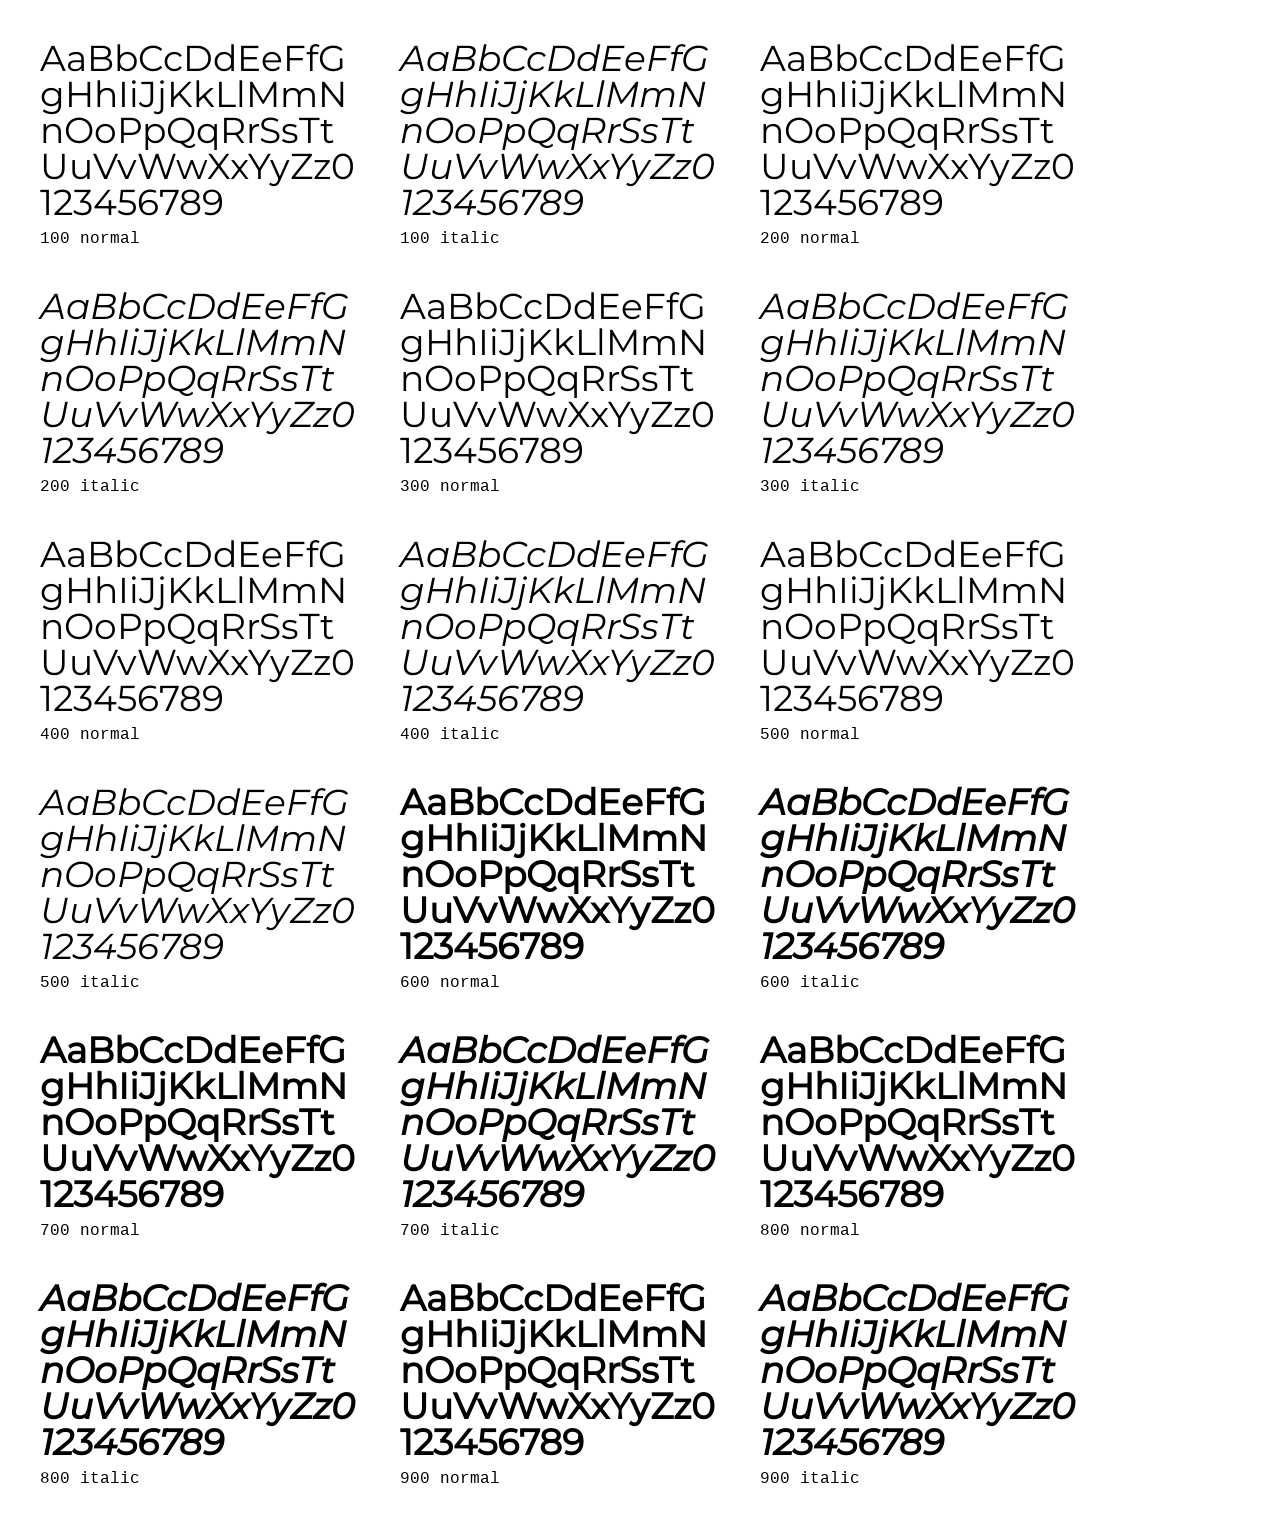 AaBbCcDdEeFfG
gHhIiJjKkLlMmN
nOoPpQqRrSsTt
UuVvWwXxYyZz0
123456789
100 normal
AaBbCcDdEeFfG
gHhIiJjKkLlMmN
nOoPpQqRrSsTt
UuVvWwXxYyZz0
123456789
100 italic
AaBbCcDdEeFfG
gHhIiJjKkLlMmN
nOoPpQqRrSsTt
UuVvWwXxYyZz0
123456789
200 normal
AaBbCcDdEeFfG
gHhIiJjKkLlMmN
nOoPpQqRrSsTt
UuVvWwXxYyZz0
123456789
200 italic
AaBbCcDdEeFfG
gHhIiJjKkLlMmN
nOoPpQqRrSsTt
UuVvWwXxYyZz0
123456789
300 normal
AaBbCcDdEeFfG
gHhIiJjKkLlMmN
nOoPpQqRrSsTt
UuVvWwXxYyZz0
123456789
300 italic
AaBbCcDdEeFfG
gHhIiJjKkLlMmN
nOoPpQqRrSsTt
UuVvWwXxYyZz0
123456789
400 normal
AaBbCcDdEeFfG
gHhIiJjKkLlMmN
nOoPpQqRrSsTt
UuVvWwXxYyZz0
123456789
400 italic
AaBbCcDdEeFfG
gHhIiJjKkLlMmN
nOoPpQqRrSsTt
UuVvWwXxYyZz0
123456789
500 normal
AaBbCcDdEeFfG
gHhIiJjKkLlMmN
nOoPpQqRrSsTt
UuVvWwXxYyZz0
123456789
500 italic
AaBbCcDdEeFfG
gHhIiJjKkLlMmN
nOoPpQqRrSsTt
UuVvWwXxYyZz0
123456789
600 normal
AaBbCcDdEeFfG
gHhIiJjKkLlMmN
nOoPpQqRrSsTt
UuVvWwXxYyZz0
123456789
600 italic
AaBbCcDdEeFfG
gHhIiJjKkLlMmN
nOoPpQqRrSsTt
UuVvWwXxYyZz0
123456789
700 normal
AaBbCcDdEeFfG
gHhIiJjKkLlMmN
nOoPpQqRrSsTt
UuVvWwXxYyZz0
123456789
700 italic
AaBbCcDdEeFfG
gHhIiJjKkLlMmN
nOoPpQqRrSsTt
UuVvWwXxYyZz0
123456789
800 normal
AaBbCcDdEeFfG
gHhIiJjKkLlMmN
nOoPpQqRrSsTt
UuVvWwXxYyZz0
123456789
800 italic
AaBbCcDdEeFfG
gHhIiJjKkLlMmN
nOoPpQqRrSsTt
UuVvWwXxYyZz0
123456789
900 normal
AaBbCcDdEeFfG
gHhIiJjKkLlMmN
nOoPpQqRrSsTt
UuVvWwXxYyZz0
123456789
900 italic